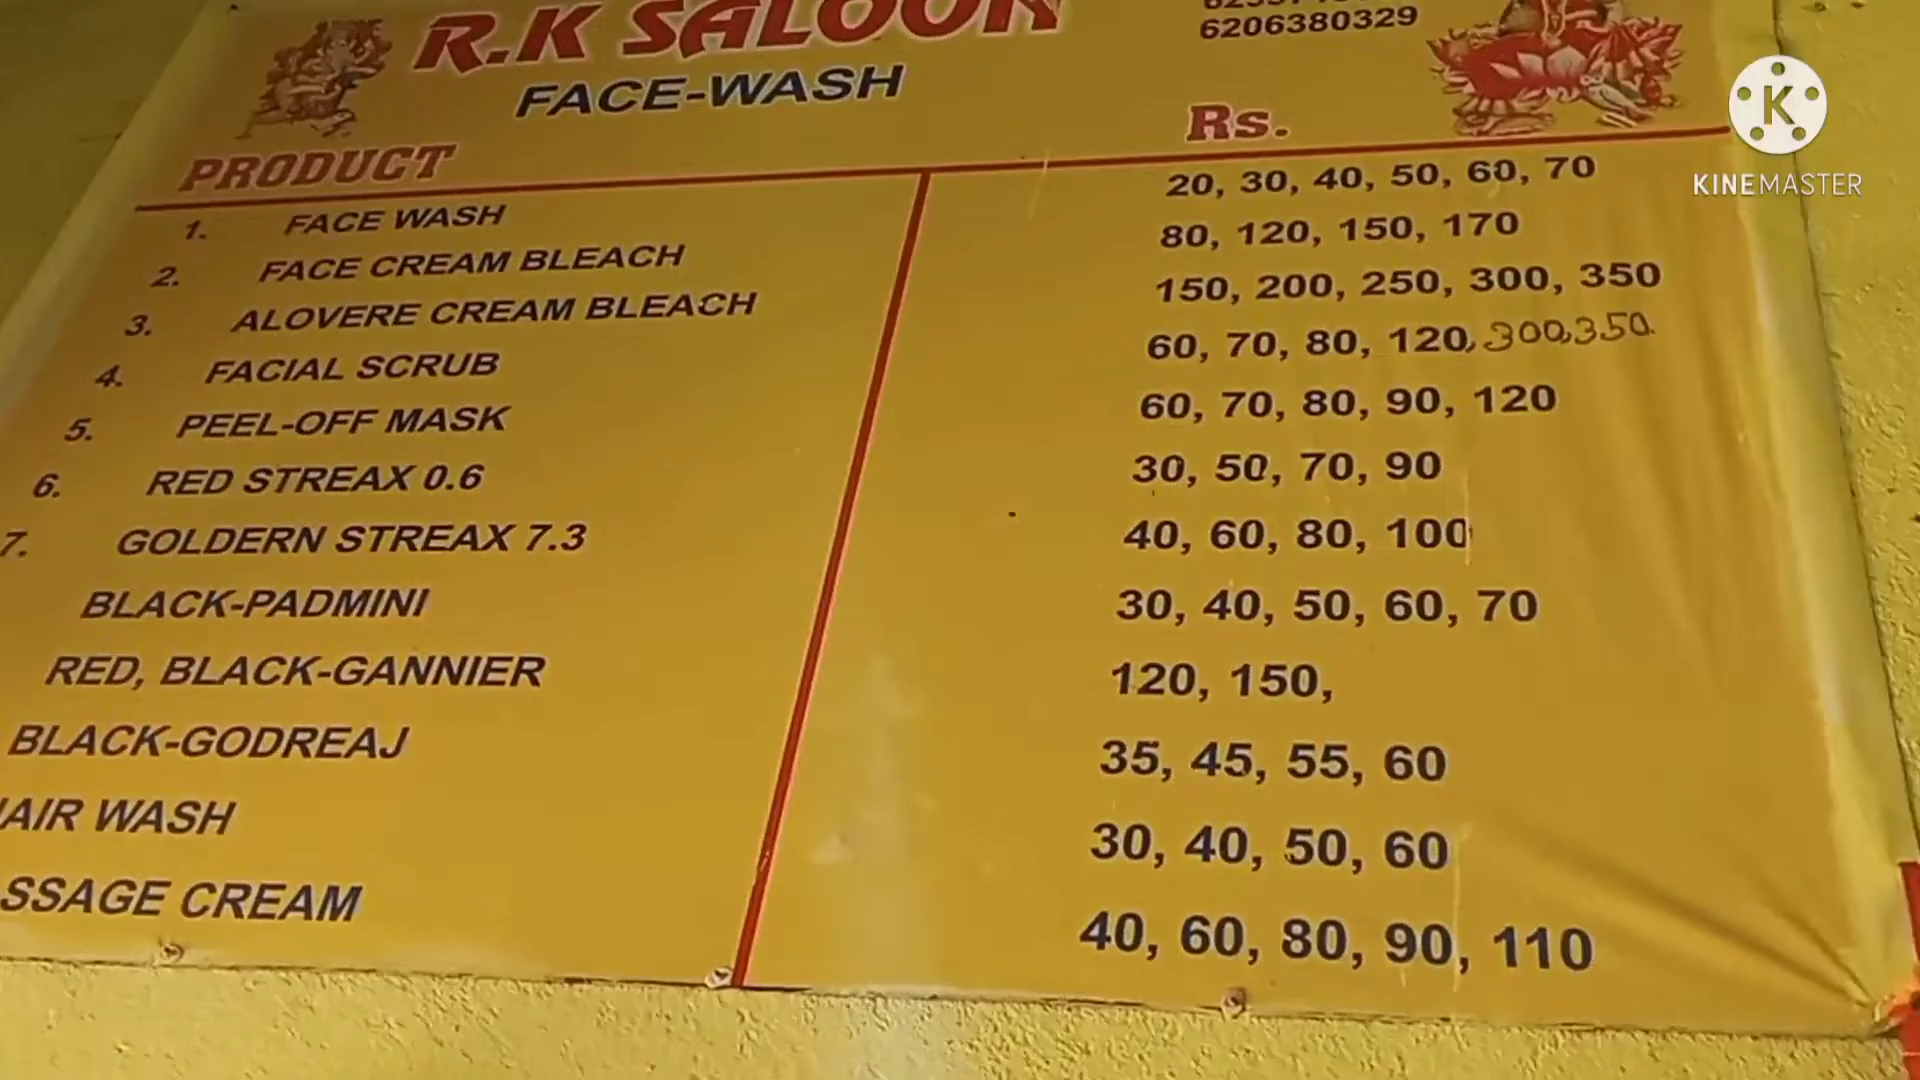 R.K SALOON
6206380329
FACE-WASH
PRODUCT Rs.
1. FACE WASH 20, 30, 40, 50, 60, 70
2. FACE CREAM BLEACH 80, 120, 150, 170
3. ALOVERE CREAM BLEACH 150, 200, 250, 300, 350
4. FACIAL SCRUB 60, 70, 80, 120, 300, 350.
5. PEEL-OFF MASK 60, 70, 80, 90, 120
6. RED STREAX 0.6 30, 50, 70, 90
7. GOLDERN STREAX 7.3 40, 60, 80, 100
BLACK-PADMINI 30, 40, 50, 60, 70
RED, BLACK-GANNIER 120, 150,
BLACK-GODREAJ 35, 45, 55, 60
HAIR WASH 30, 40, 50, 60
SSAGE CREAM 40, 60, 80, 90, 110
K
KINEMASTER